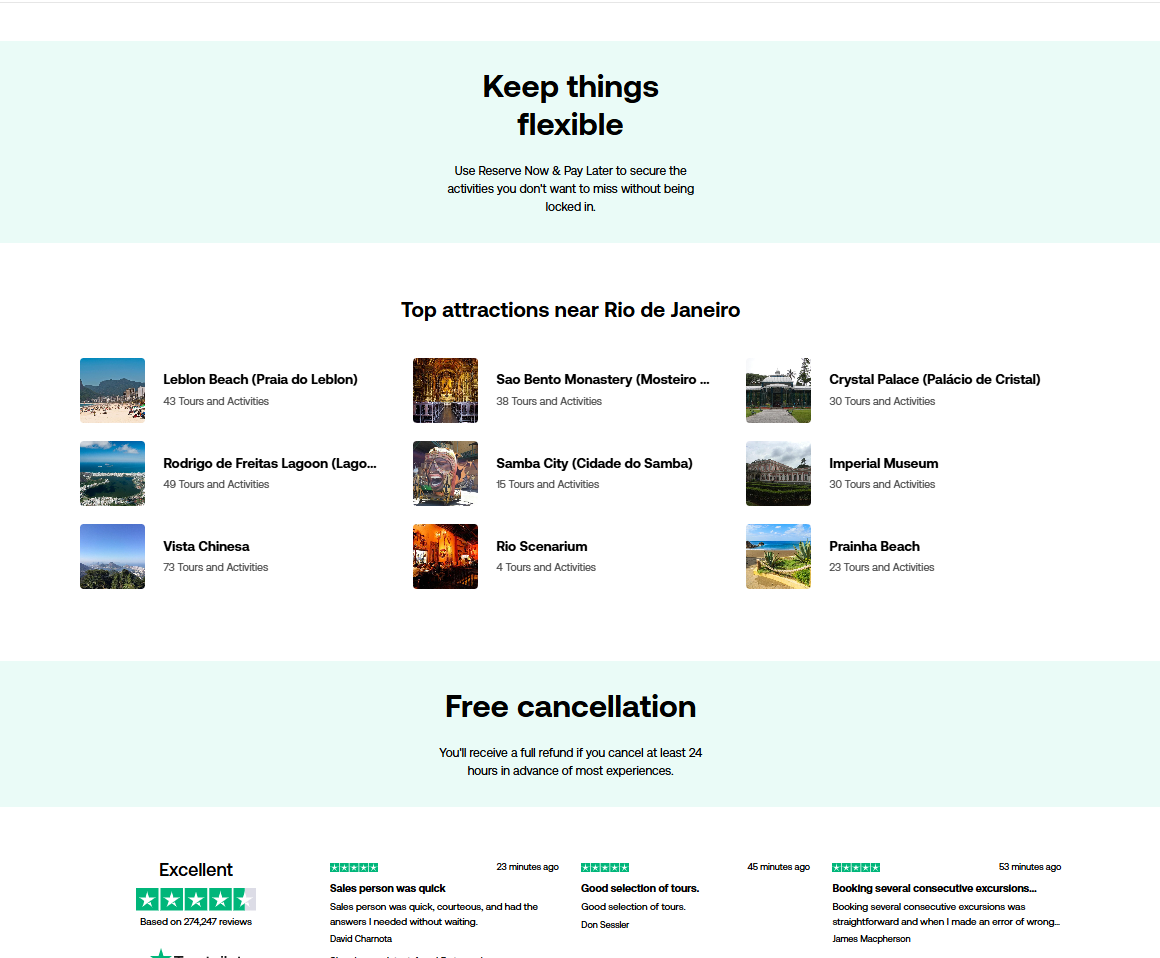 Keep things
flexible
Use Reserve Now & Pay Later to secure the
activities you don't want to miss without being
locked in.
Top attractions near Rio de Janeiro
Leblon Beach (Praia do Leblon)
43 Tours and Activities
Sao Bento Monastery (Mosteiro ...
38 Tours and Activities
Crystal Palace (Palácio de Cristal)
30 Tours and Activities
Rodrigo de Freitas Lagoon (Lago...
49 Tours and Activities
Samba City (Cidade do Samba)
15 Tours and Activities
Imperial Museum
30 Tours and Activities
Vista Chinesa
73 Tours and Activities
Rio Scenarium
4 Tours and Activities
Prainha Beach
23 Tours and Activities
Free cancellation
You'll receive a full refund if you cancel at least 24
hours in advance of most experiences.
Excellent
Based on 274,247 reviews
23 minutes ago
Sales person was quick
Sales person was quick, courteous, and had the
answers I needed without waiting.
David Charnota
45 minutes ago
Good selection of tours.
Good selection of tours.
Don Sessler
53 minutes ago
Booking several consecutive excursions...
Booking several consecutive excursions was
straightforward and when I made an error of wrong...
James Macpherson